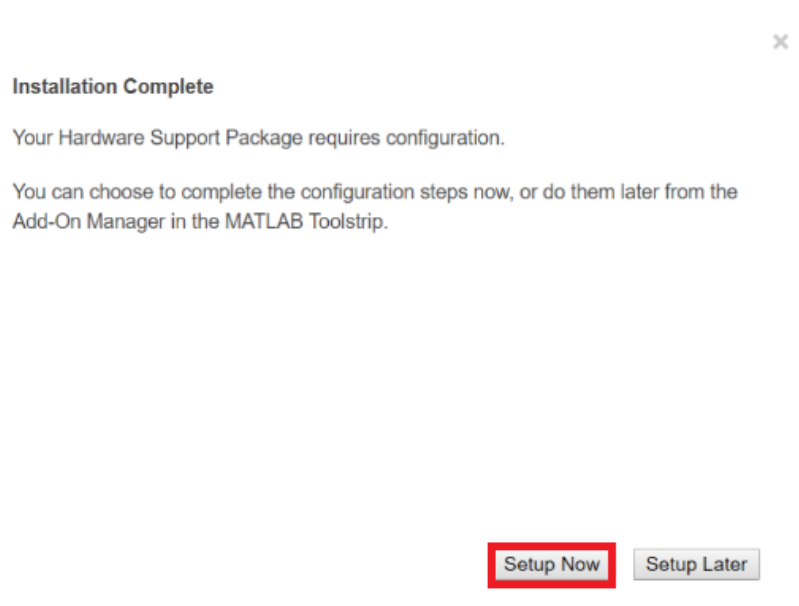 Installation Complete
Your Hardware Support Package requires configuration.
You can choose to complete the configuration steps now, or do them later from the
Add-On Manager in the MATLAB Toolstrip.
Setup Now
Setup Later